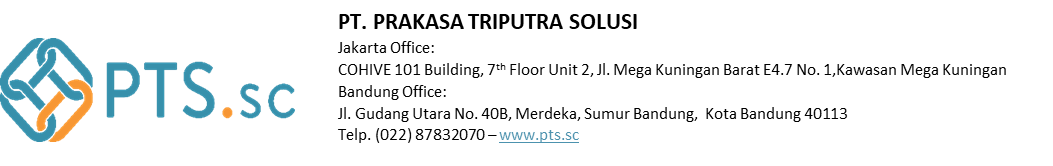 PTS.sc
PT. PRAKASA TRIPUTRA SOLUSI
Jakarta Office:
COHIVE 101 Building, 7th Floor Unit 2, Jl. Mega Kuningan Barat E4.7 No. 1,Kawasan Mega Kuningan
Bandung Office:
Jl. Gudang Utara No. 40B, Merdeka, Sumur Bandung,  Kota Bandung 40113
Telp. (022) 87832070 – www.pts.sc